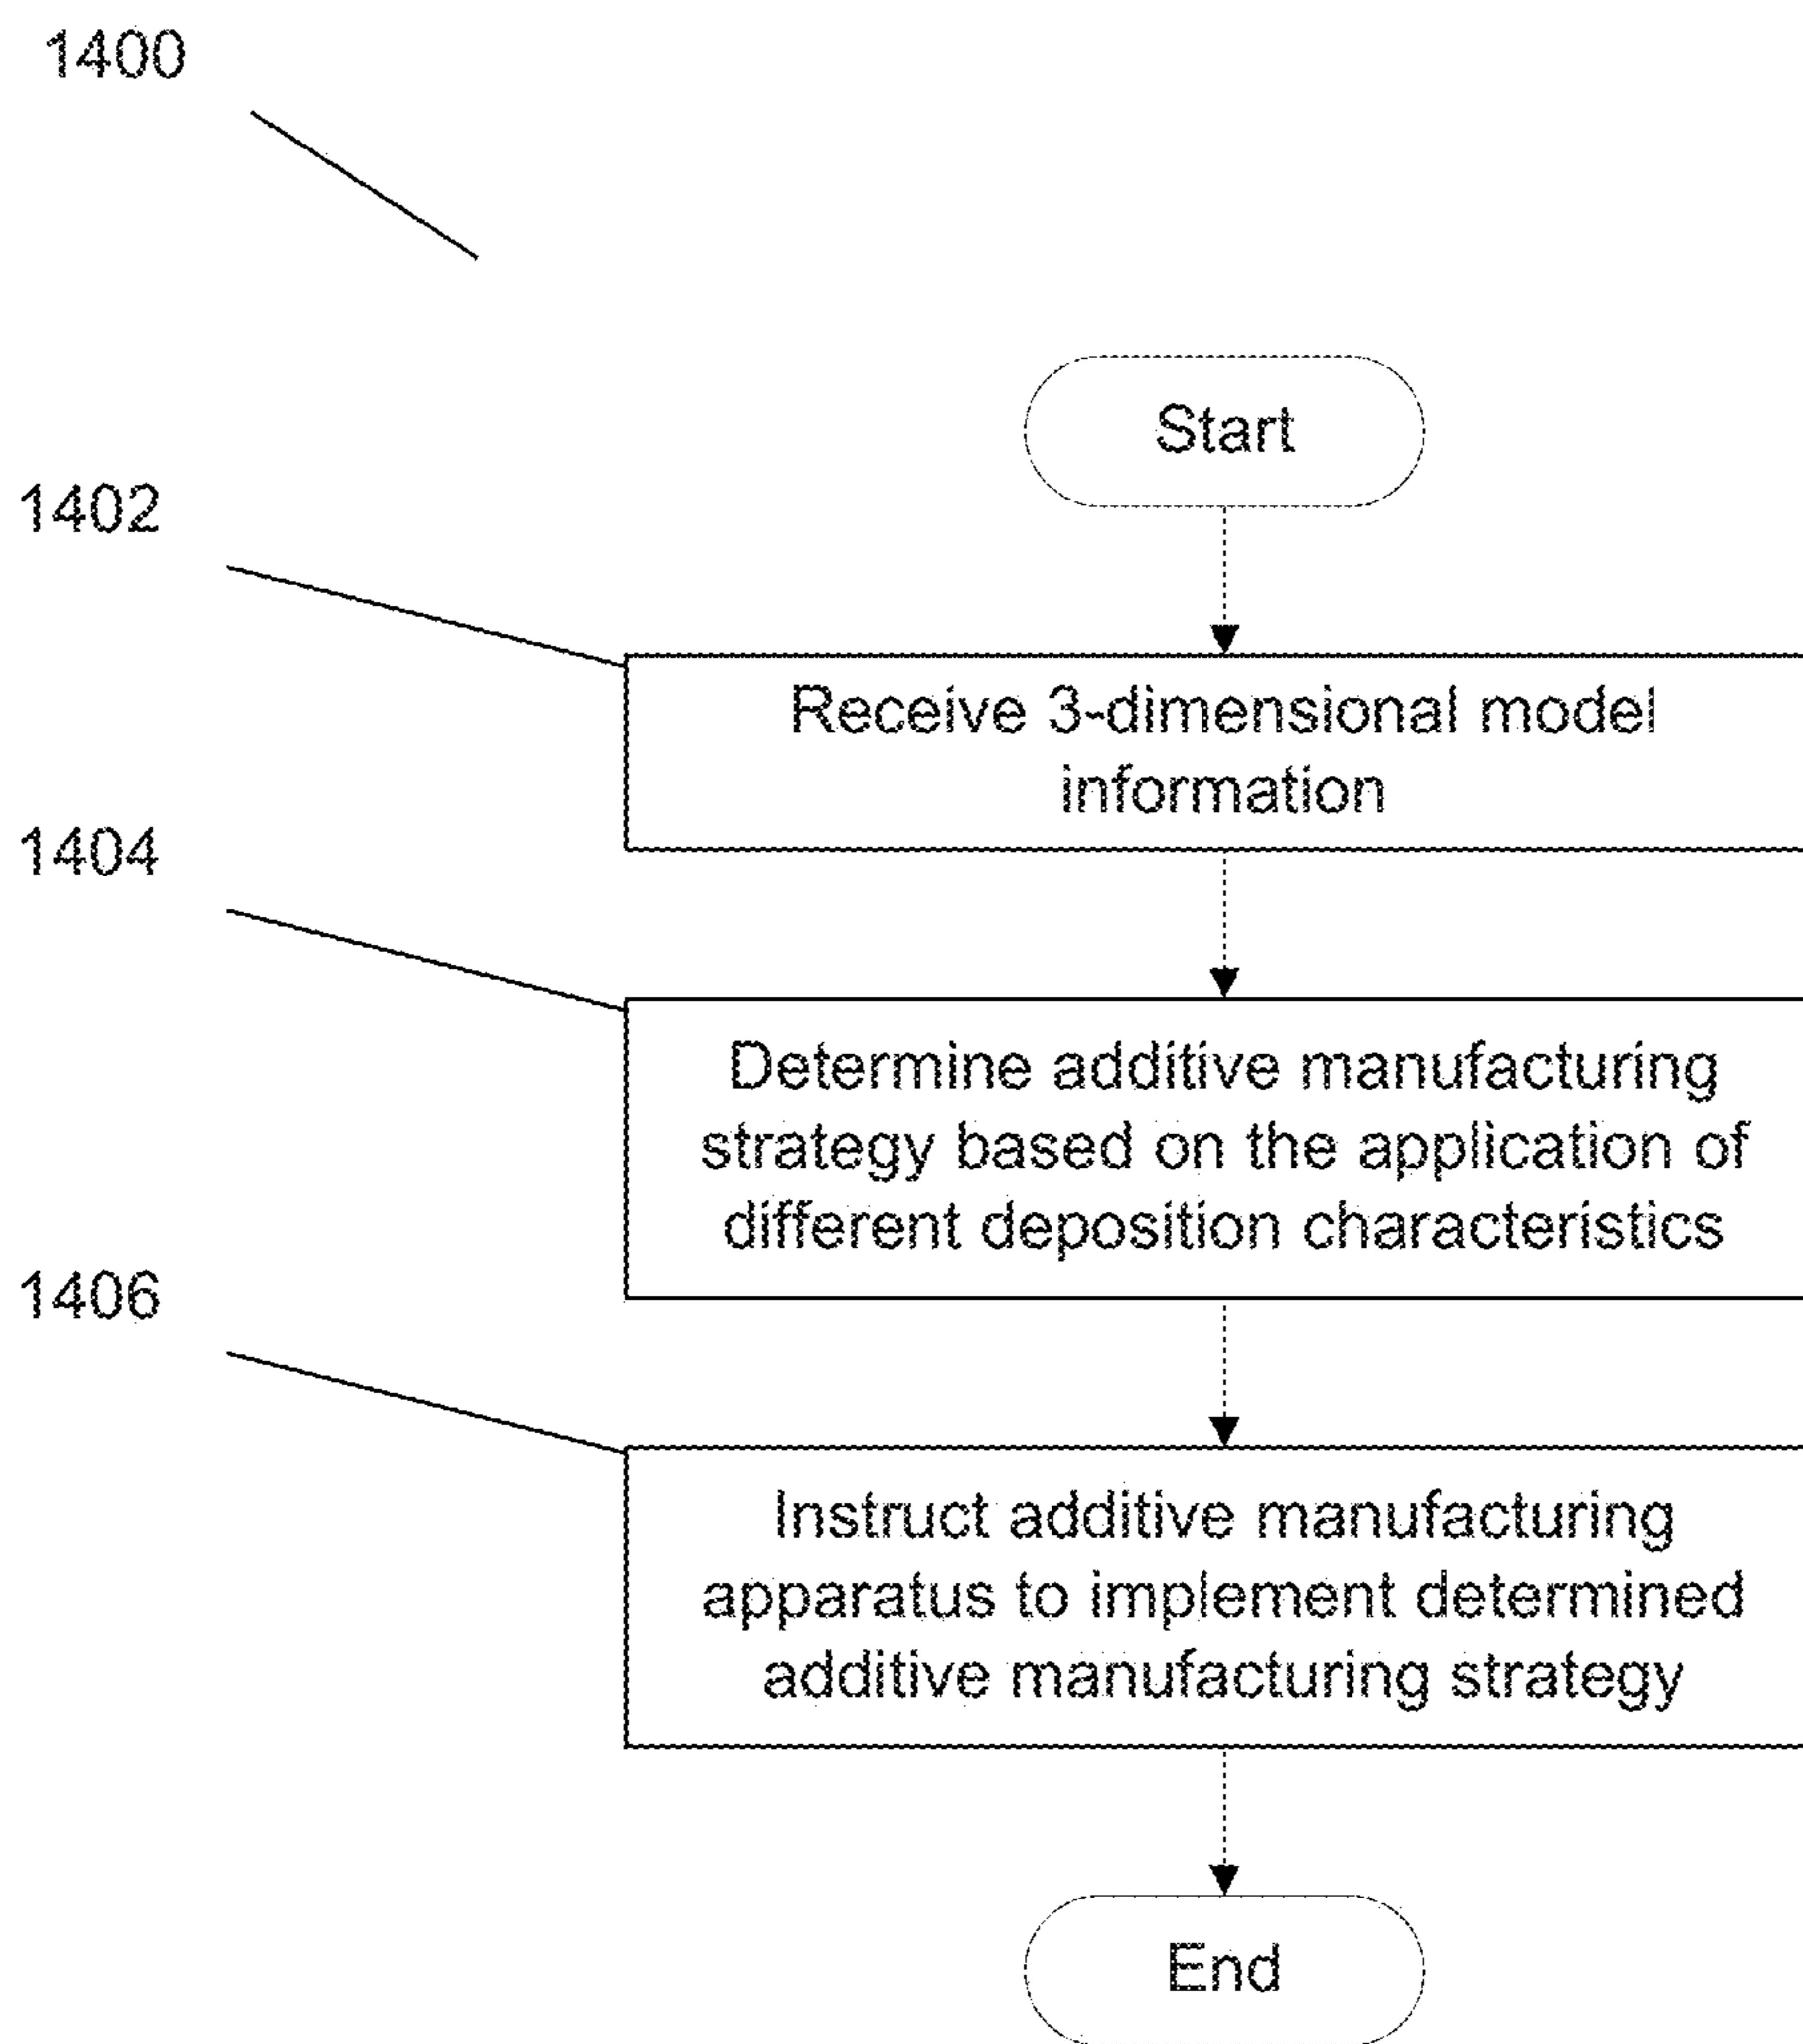 1400
Start
1402
Receive 3-dimensional model
information
1404
Determine additive manufacturing
strategy based on the application of
different deposition characteristics
1406
Instruct additive manufacturing
apparatus to implement determined
additive manufacturing strategy
End